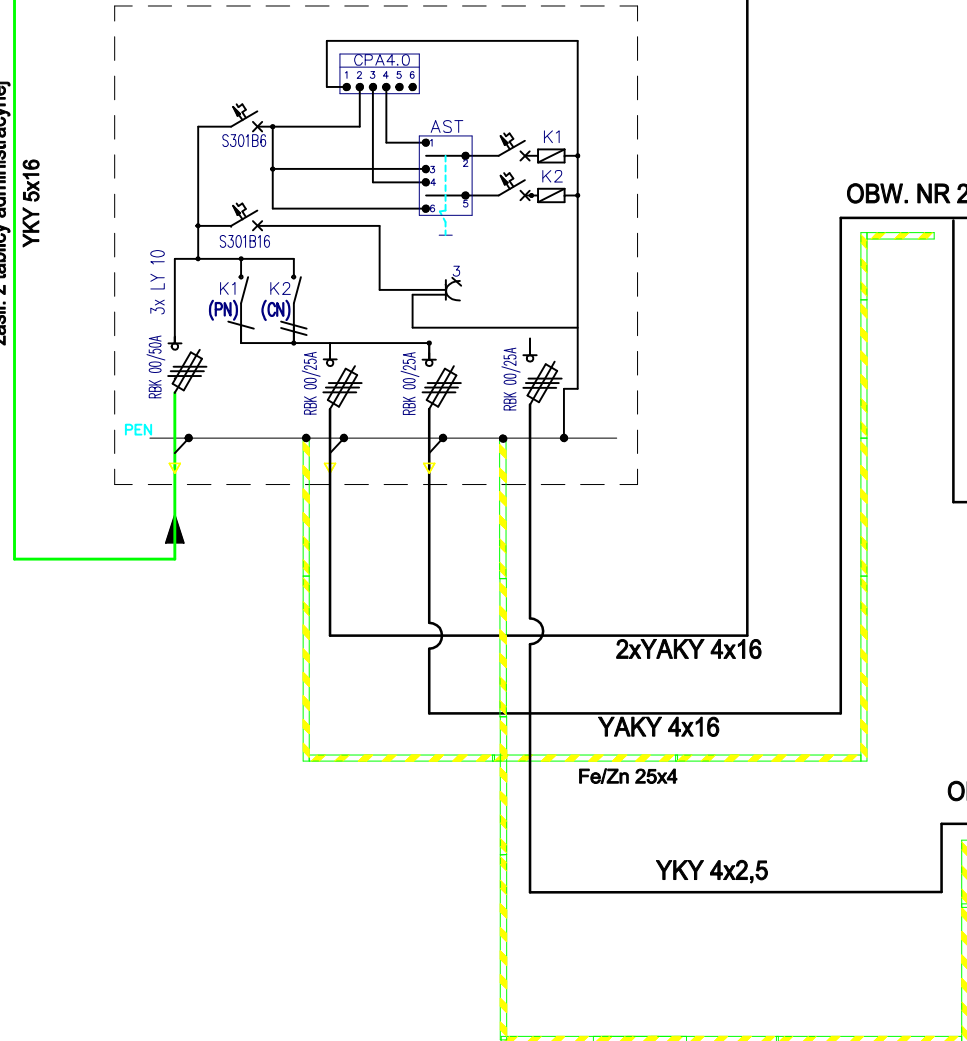 CPA4.0
1 2 3 4 5 6
AST
1
2
3
4
5
6
K1
K2
S301B6
S301B16
3
K1
(PN)
K2
(CN)
3x LY 10
RBK 00/50A
RBK 00/25A
RBK 00/25A
RBK 00/25A
PEN
zasil. z tablicy administracyjnej
YKY 5x16
OBW. NR 2
2xYAKY 4x16
YAKY 4x16
Fe/Zn 25x4
YKY 4x2,5